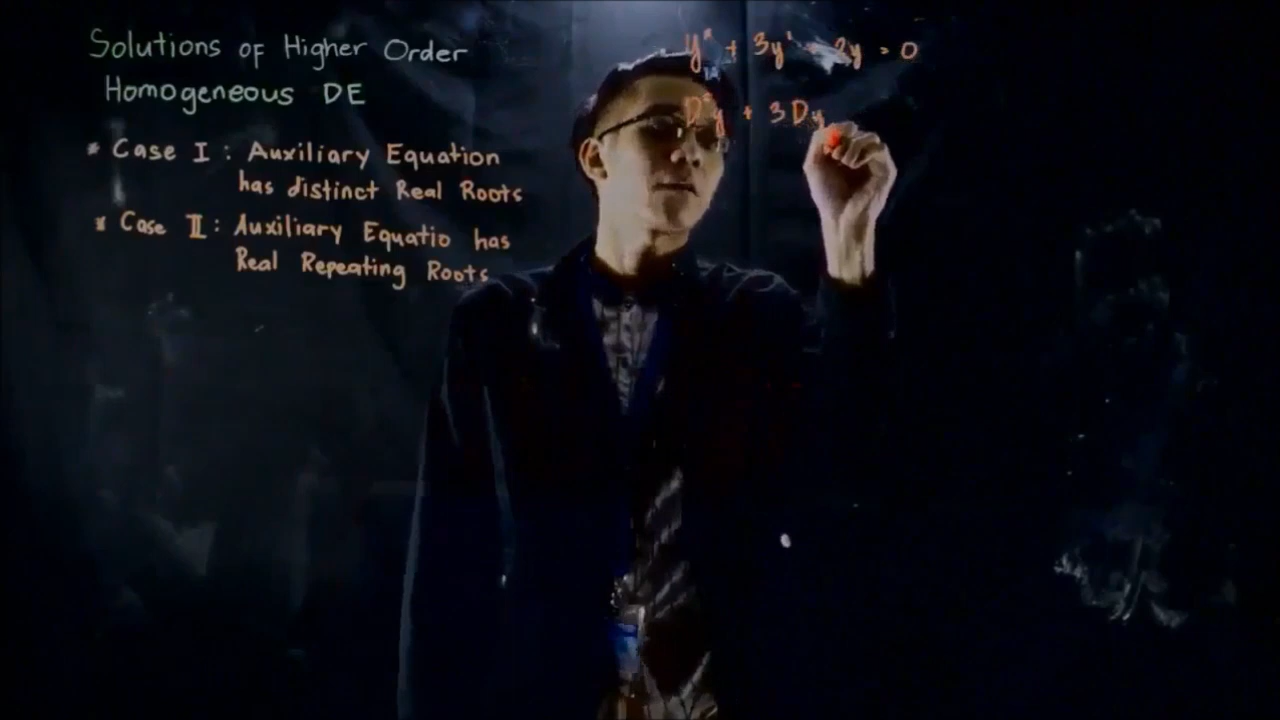 Solutions of Higher Order
Homogeneous DE
* Case I : Auxiliary Equation
has distinct Real Roots
* Case II : Auxiliary Equatio has
Real Repeating Roots
y" + 3y' + 2y = 0
D²y + 3Dy